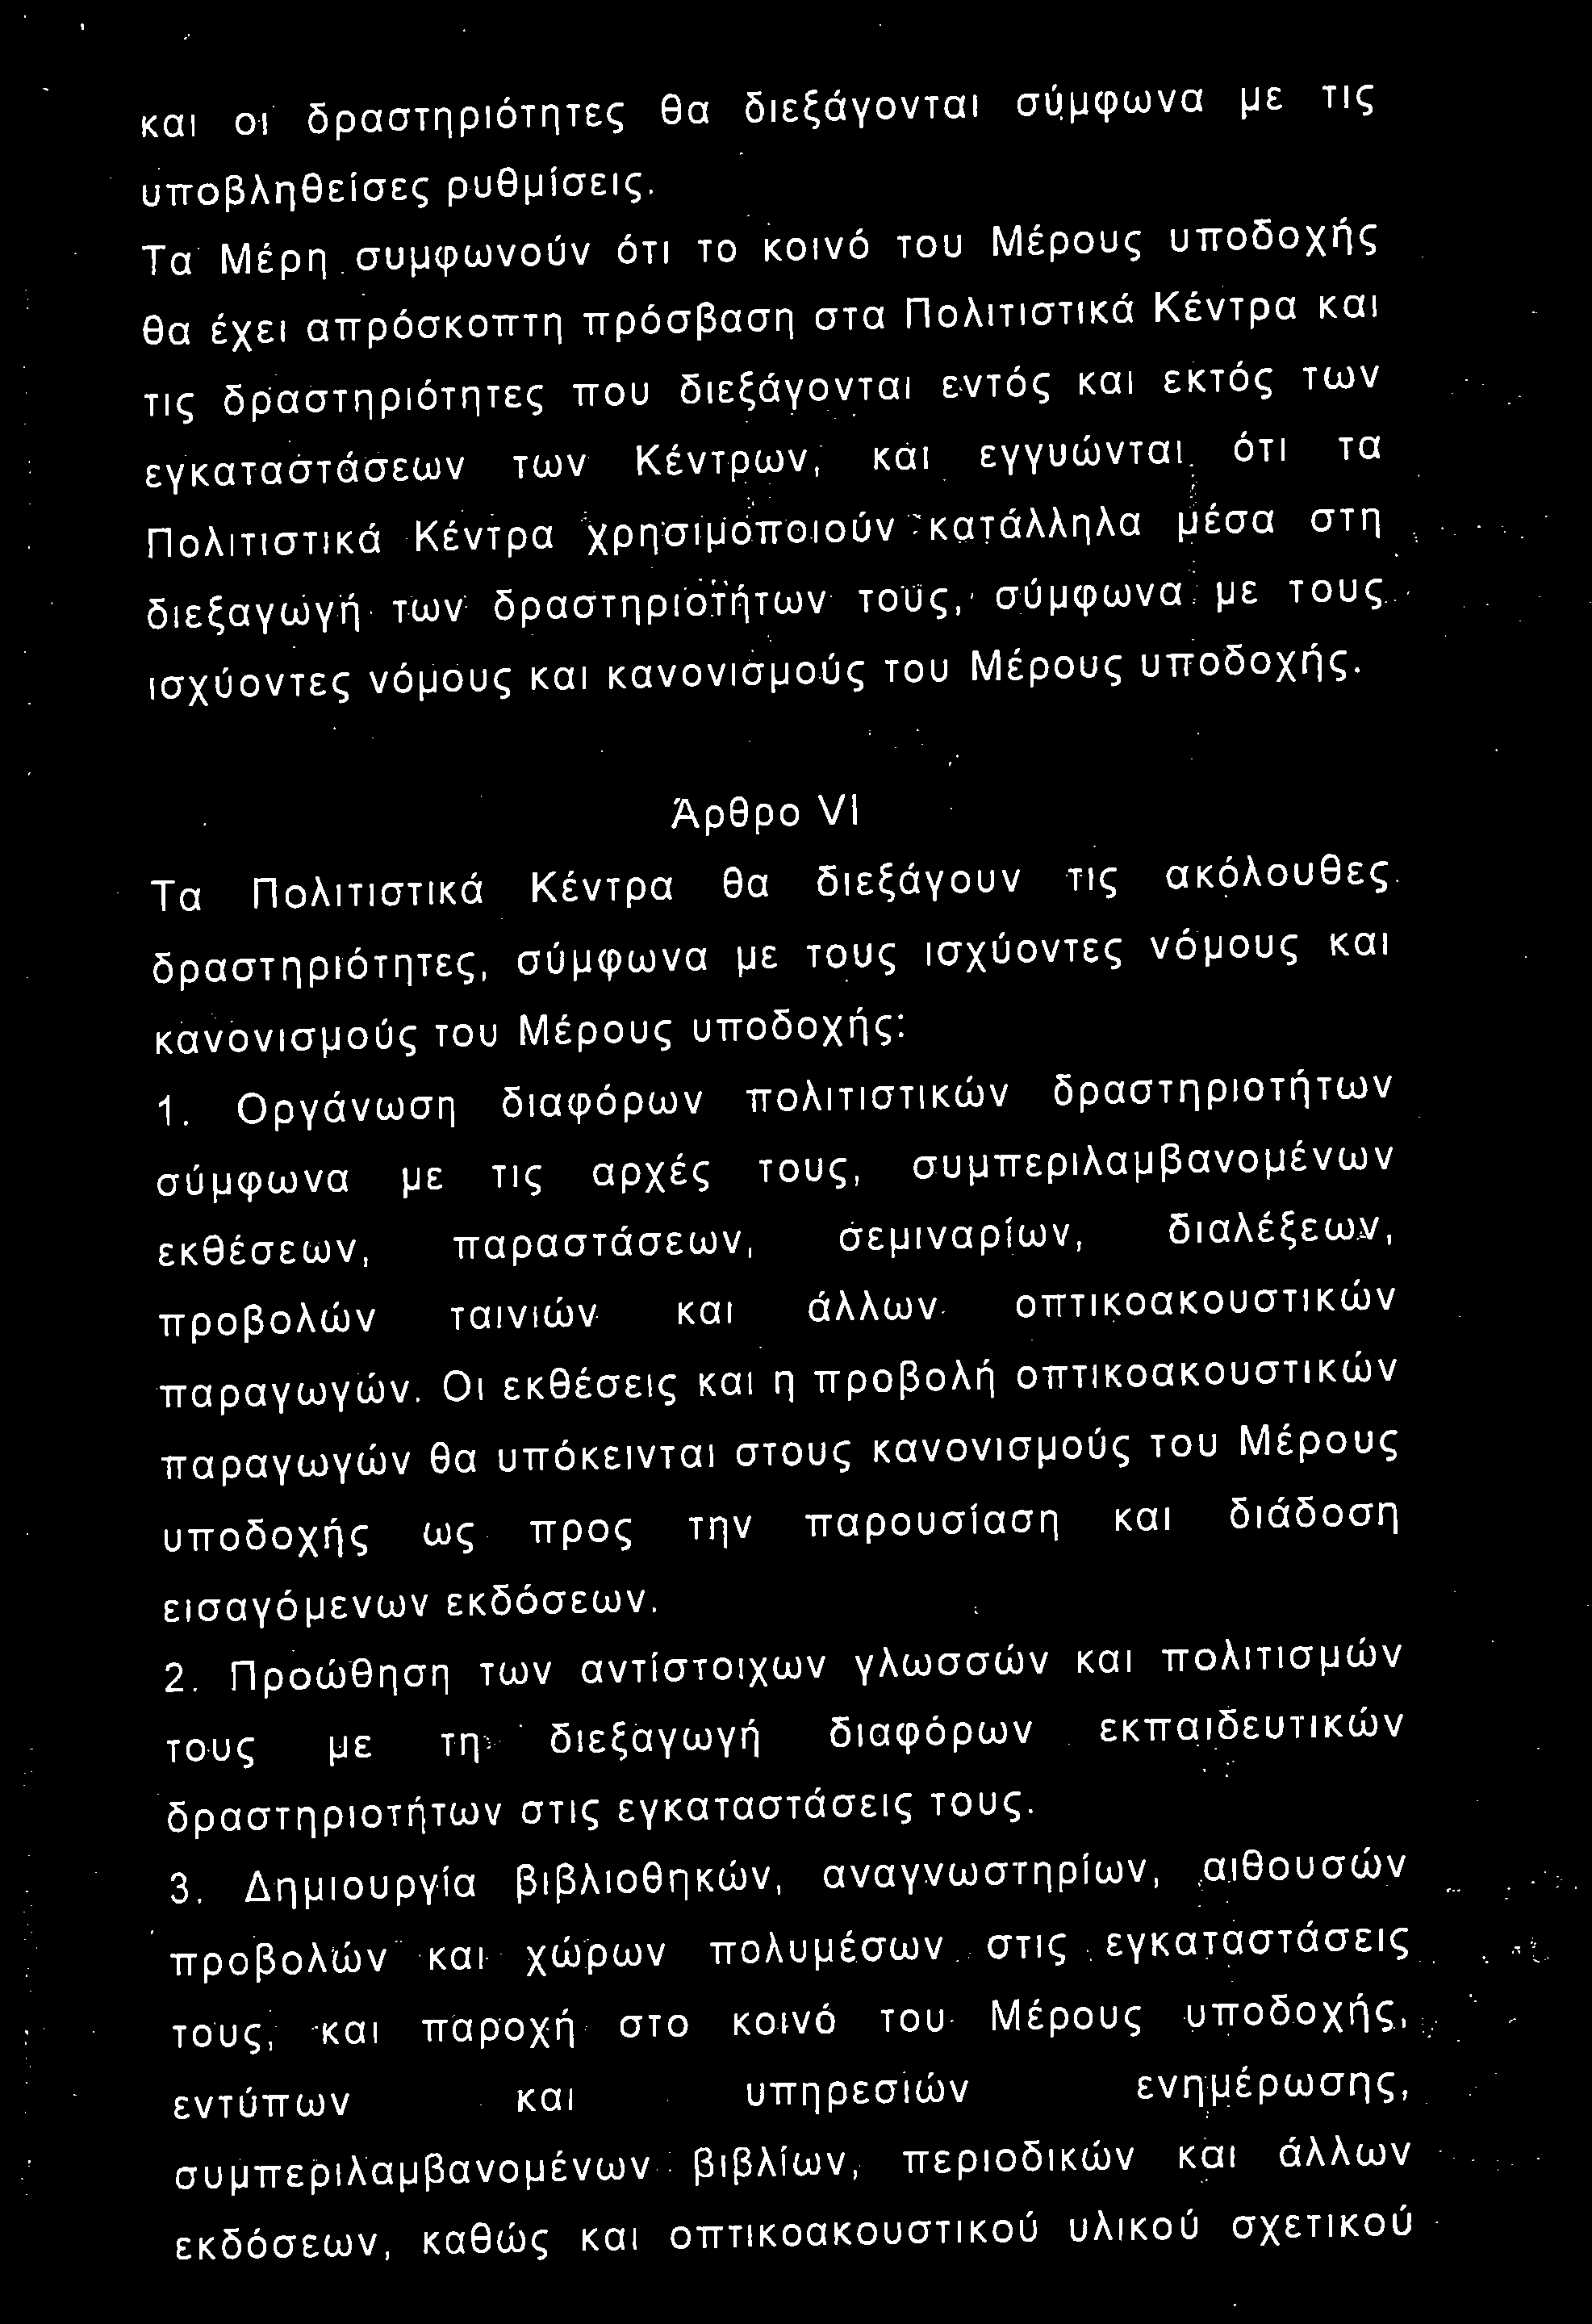 και οι δραστηριότητες θα διεξάγονται σύμφωνα με τις
υποβληθείσες ρυθμίσεις.
Τα Μέρη συμφωνούν ότι το κοινό του Μέρους υποδοχής
θα έχει απρόσκοπτη πρόσβαση στα Πολιτιστικά Κέντρα και
τις δραστηριότητες που διεξάγονται εντός και εκτός των
εγκαταστάσεων των Κέντρων, και εγγυώνται ότι τα
Πολιτιστικά Κέντρα χρησιμοποιούν κατάλληλα μέσα στη
διεξαγωγή των δραστηριοτήτων τους, σύμφωνα με τους
ισχύοντες νόμους και κανονισμούς του Μέρους υποδοχής.
Άρθρο VI
Τα Πολιτιστικά Κέντρα θα διεξάγουν τις ακόλουθες
δραστηριότητες, σύμφωνα με τους ισχύοντες νόμους και
κανονισμούς του Μέρους υποδοχής:
1. Οργάνωση διαφόρων πολιτιστικών δραστηριοτήτων
σύμφωνα με τις αρχές τους, συμπεριλαμβανομένων
εκθέσεων, παραστάσεων, σεμιναρίων, διαλέξεων,
προβολών ταινιών και άλλων οπτικοακουστικών
παραγωγών. Οι εκθέσεις και η προβολή οπτικοακουστικών
παραγωγών θα υπόκεινται στους κανονισμούς του Μέρους
υποδοχής ως προς την παρουσίαση και διάδοση
εισαγόμενων εκδόσεων.
2. Προώθηση των αντίστοιχων γλωσσών και πολιτισμών
τους με τη διεξαγωγή διαφόρων εκπαιδευτικών
δραστηριοτήτων στις εγκαταστάσεις τους.
3. Δημιουργία βιβλιοθηκών, αναγνωστηρίων, αιθουσών
προβολών και χώρων πολυμέσων στις εγκαταστάσεις
τους, και παροχή στο κοινό του Μέρους υποδοχής,
εντύπων και υπηρεσιών ενημέρωσης,
συμπεριλαμβανομένων βιβλίων, περιοδικών και άλλων
εκδόσεων, καθώς και οπτικοακουστικού υλικού σχετικού